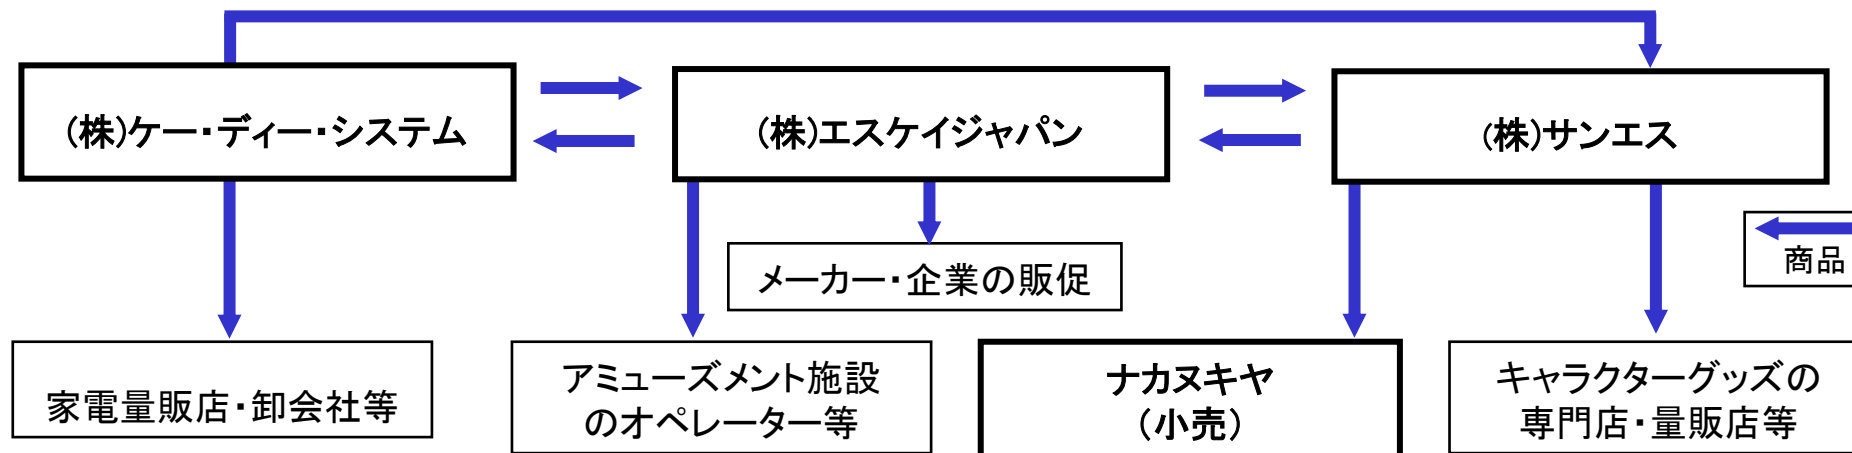 (株)ケー・ディー・システム
(株)エスケイジャパン
(株)サンエス
メーカー・企業の販促
商品
家電量販店・卸会社等
アミューズメント施設
のオペレーター等
ナカヌキヤ
(小売)
キャラクターグッズの
専門店・量販店等